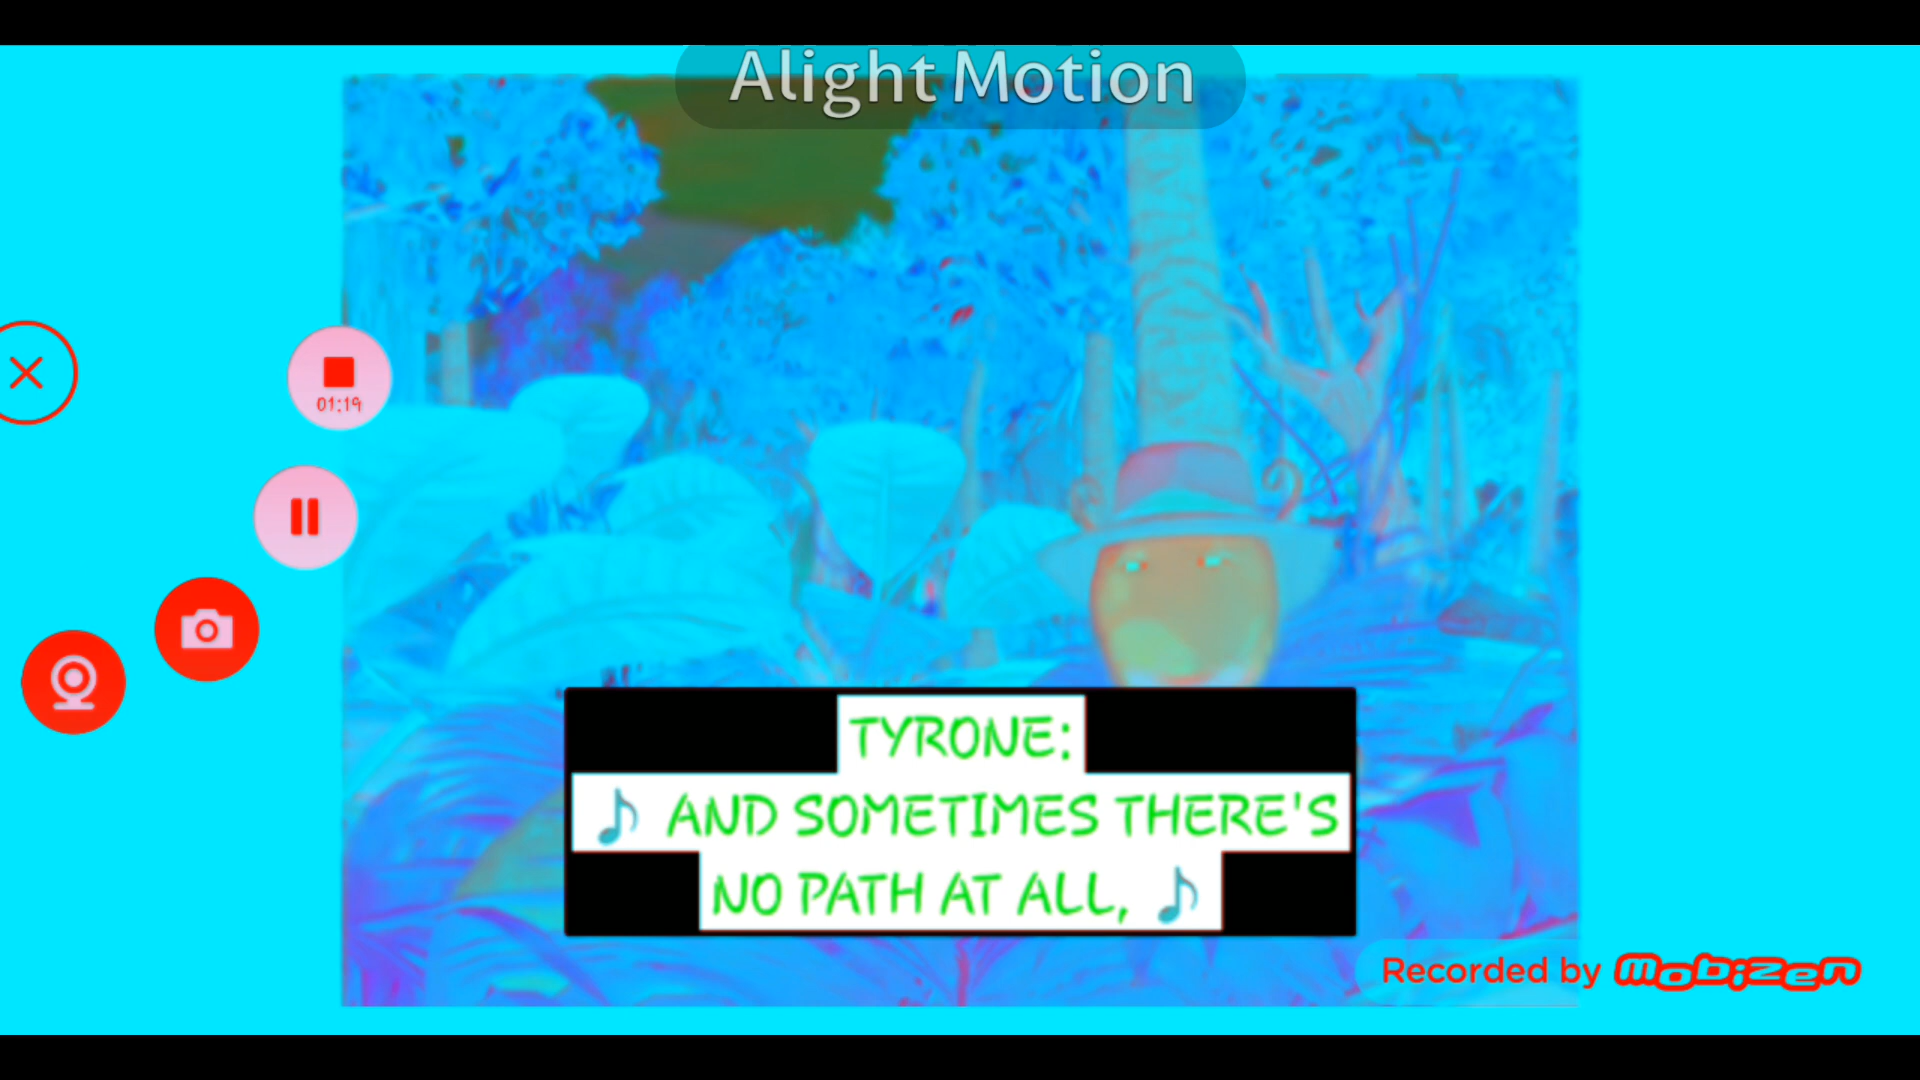 Alight Motion
01:19
TYRONE:
♪ AND SOMETIMES THERE'S
NO PATH AT ALL, ♪
Recorded by mobizen